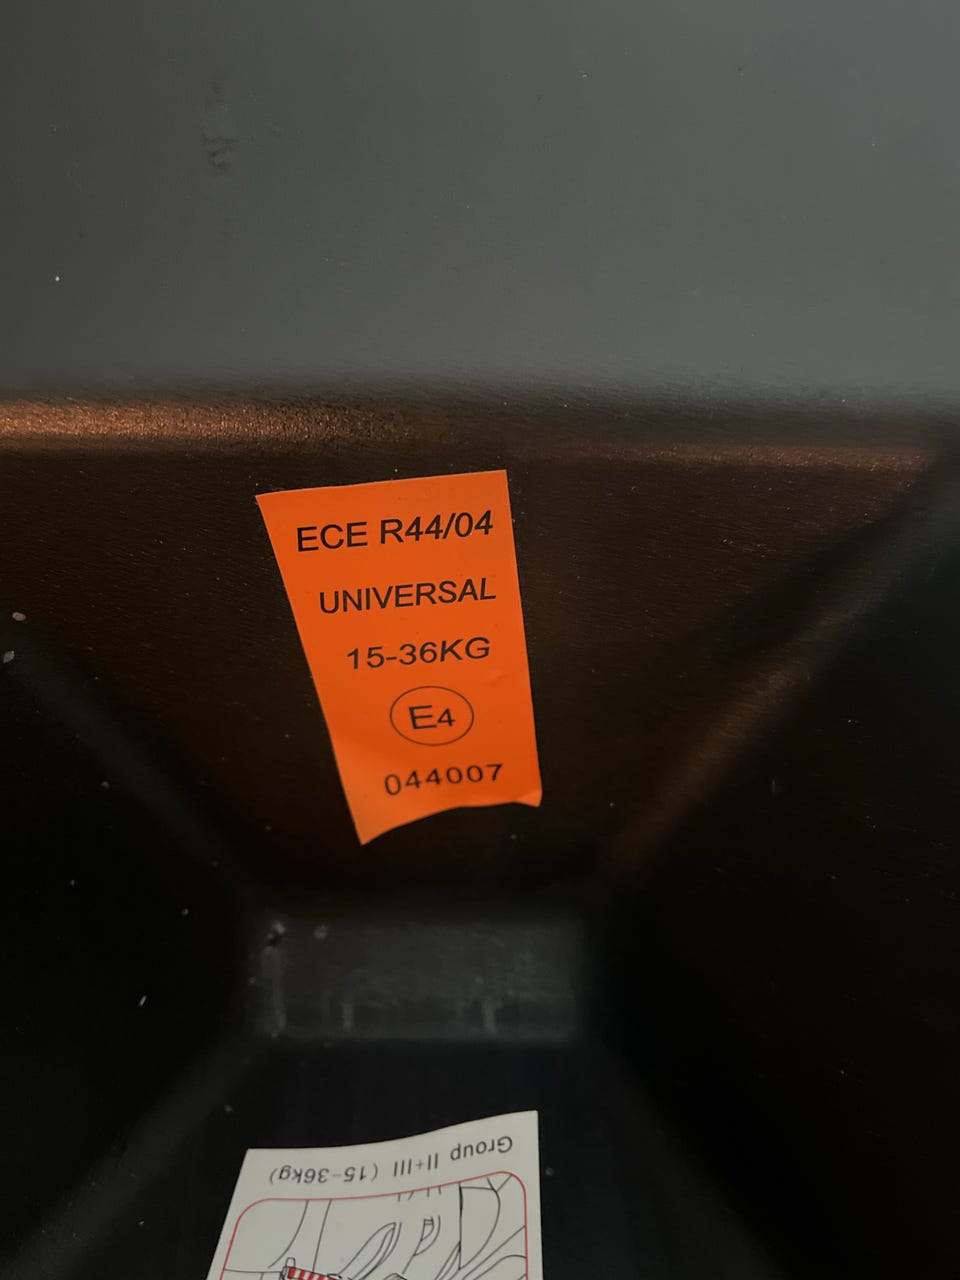 ECE R44/04
UNIVERSAL
15-36KG
E4
044007
Group II+III (15-36kg)